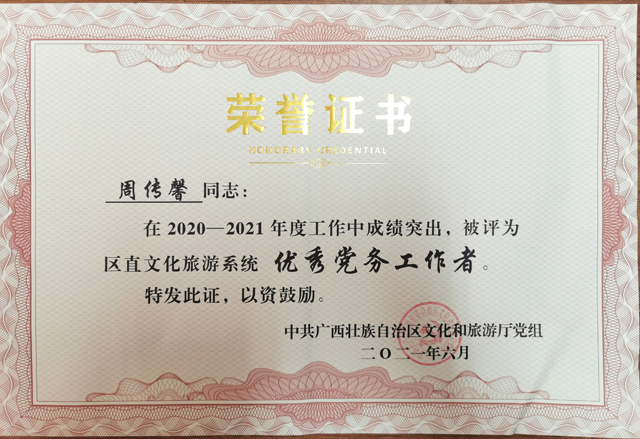 荣誉证书
HONORARY CREDENTIAL
周传馨 同志：
在 2020—2021 年度工作中成绩突出，被评为
区直文化旅游系统 优秀党务工作者。
特发此证，以资鼓励。
中共广西壮族自治区文化和旅游厅党组
二〇二一年六月